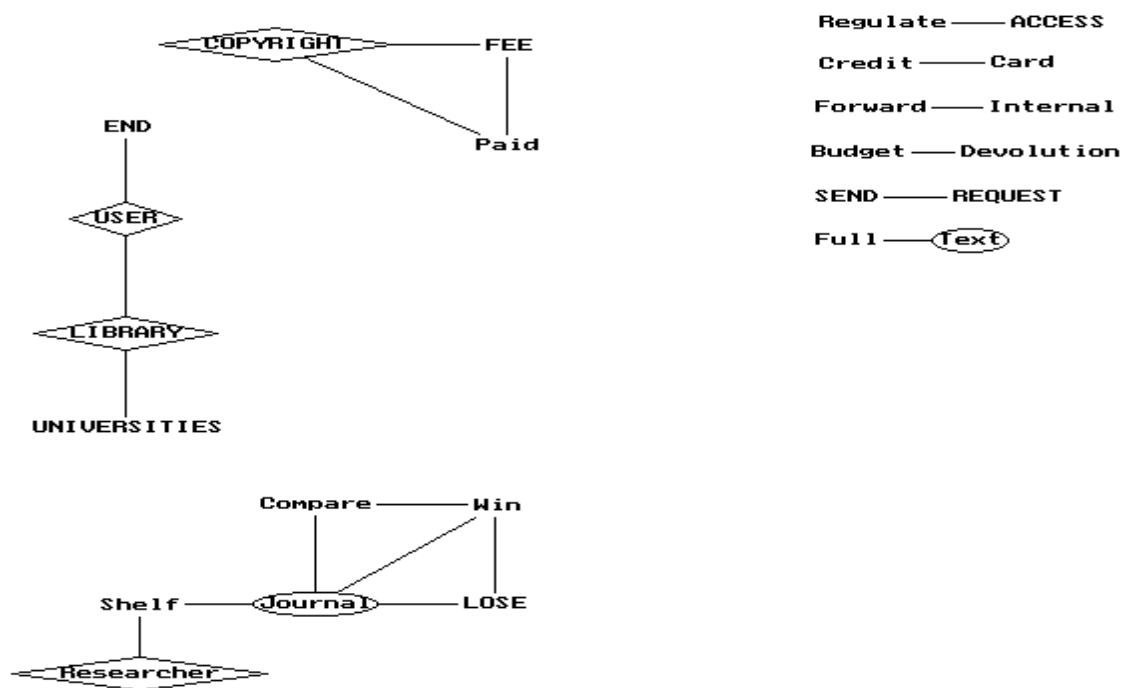 COPYRIGHT FEE
Paid
END
USER
LIBRARY
UNIVERSITIES
Compare Win
Shelf Journal LOSE
Researcher
Regulate ACCESS
Credit Card
Forward Internal
Budget Devolution
SEND REQUEST
Full Text